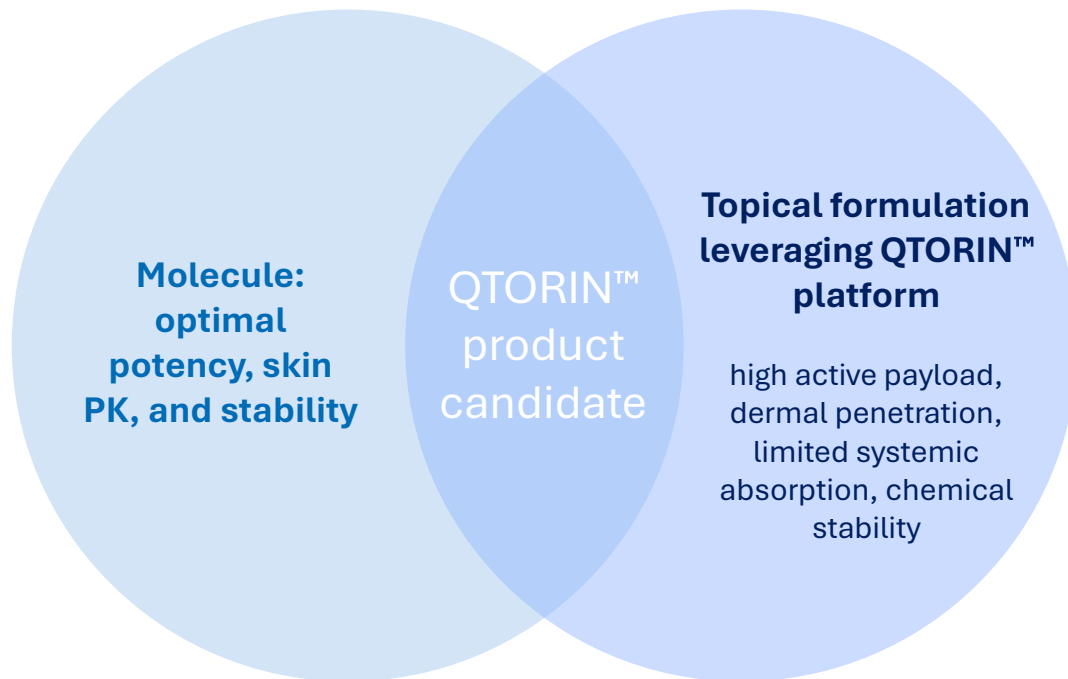 Molecule:
optimal
potency, skin
PK, and stability
QTORIN™
product
candidate
Topical formulation
leveraging QTORIN™
platform
high active payload,
dermal penetration,
limited systemic
absorption, chemical
stability